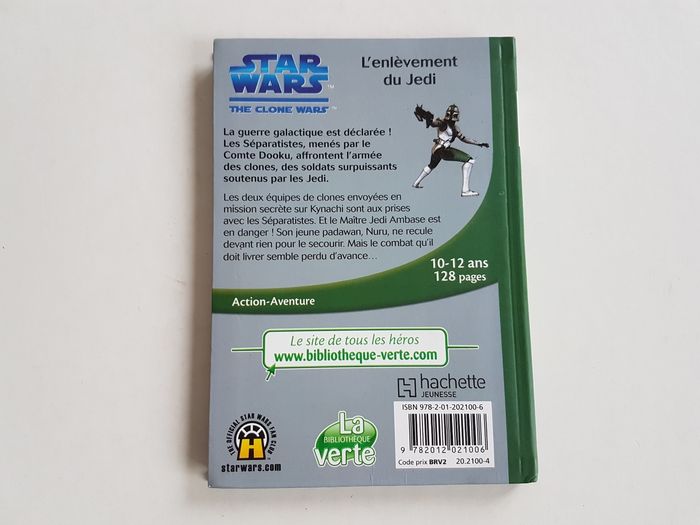 STAR
WARS™
THE CLONE WARS™
L'enlèvement
du Jedi
La guerre galactique est déclarée !
Les Séparatistes, menés par le
Comte Dooku, affrontent l'armée
des clones, des soldats surpuissants
soutenus par les Jedi.
Les deux équipes de clones envoyées en
mission secrète sur Kynachi sont aux prises
avec les Séparatistes. Et le Maître Jedi Ambase est
en danger ! Son jeune padawan, Nuru, ne recule
devant rien pour le secourir. Mais le combat qu'il
doit livrer semble perdu d'avance…
10-12 ans
128 pages
Action-Aventure
Le site de tous les héros
www.bibliotheque-verte.com
hachette
JEUNESSE
ISBN 978-2-01-202100-6
9 782012 021006
Code prix BRV2 20.2100-4
THE OFFICIAL STAR WARS FAN CLUB
H
starwars.com
La
BIBLIOTHÈQUE
verte